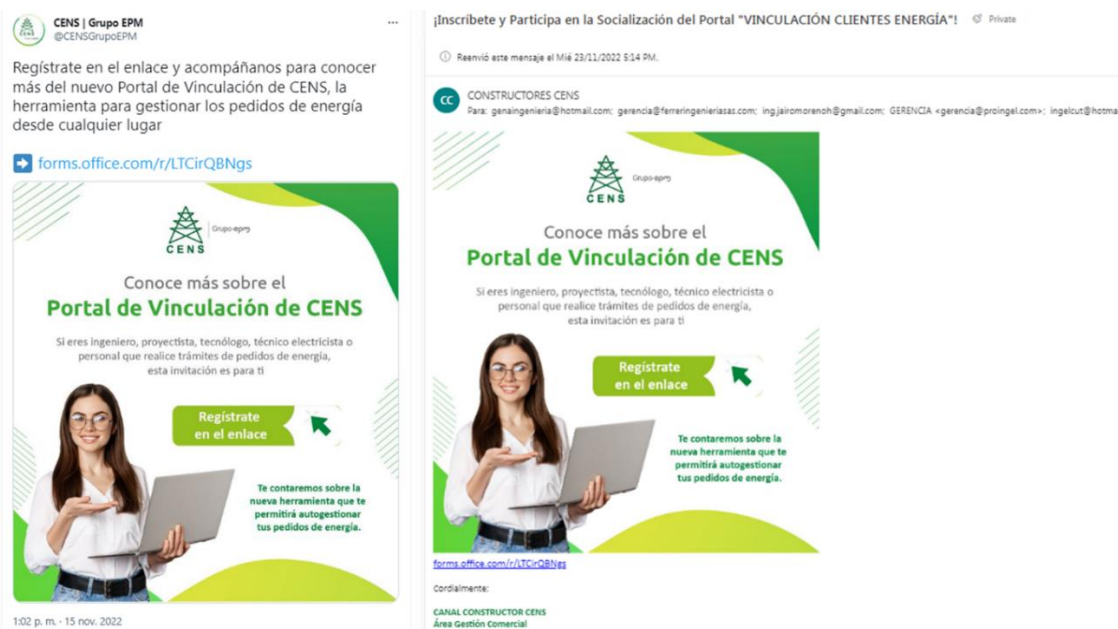 CENS | Grupo EPM
@CENSGrupoEPM
Regístrate en el enlace y acompáñanos para conocer
más del nuevo Portal de Vinculación de CENS, la
herramienta para gestionar los pedidos de energía
desde cualquier lugar
forms.office.com/r/LTCirQBNgs
CENS
Grupo epm
Conoce más sobre el
Portal de Vinculación de CENS
Si eres ingeniero, proyectista, tecnólogo, técnico electricista o
personal que realice trámites de pedidos de energía,
esta invitación es para ti
Regístrate
en el enlace
Te contaremos sobre la
nueva herramienta que te
permitirá autogestionar
tus pedidos de energía.
1:02 p. m. · 15 nov. 2022
¡Inscríbete y Participa en la Socialización del Portal "VINCULACIÓN CLIENTES ENERGÍA"! Private
Reenvió este mensaje el Mié 23/11/2022 5:14 PM.
CC
CONSTRUCTORES CENS
Para: genaingenieria@hotmail.com; gerencia@ferreringenieriasas.com; ing.jairomorenoh@gmail.com; GERENCIA <gerencia@proingel.com>; ingelcut@hotma
CENS
Grupo epm
Conoce más sobre el
Portal de Vinculación de CENS
Si eres ingeniero, proyectista, tecnólogo, técnico electricista o
personal que realice trámites de pedidos de energía,
esta invitación es para ti
Regístrate
en el enlace
Te contaremos sobre la
nueva herramienta que te
permitirá autogestionar
tus pedidos de energía.
forms.office.com/r/LTCirQBNgs
Cordialmente:
CANAL CONSTRUCTOR CENS
Área Gestión Comercial